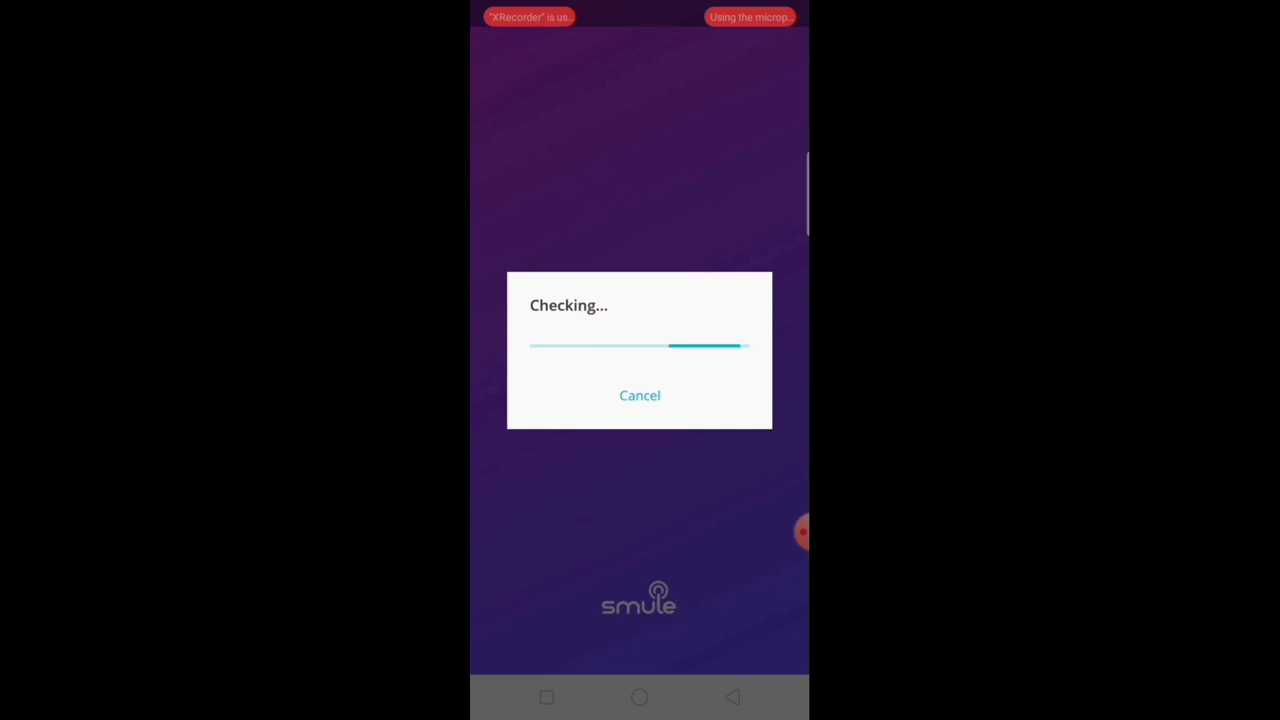 "XRecorder" is us...
Using the microp...
Checking...
Cancel
smule